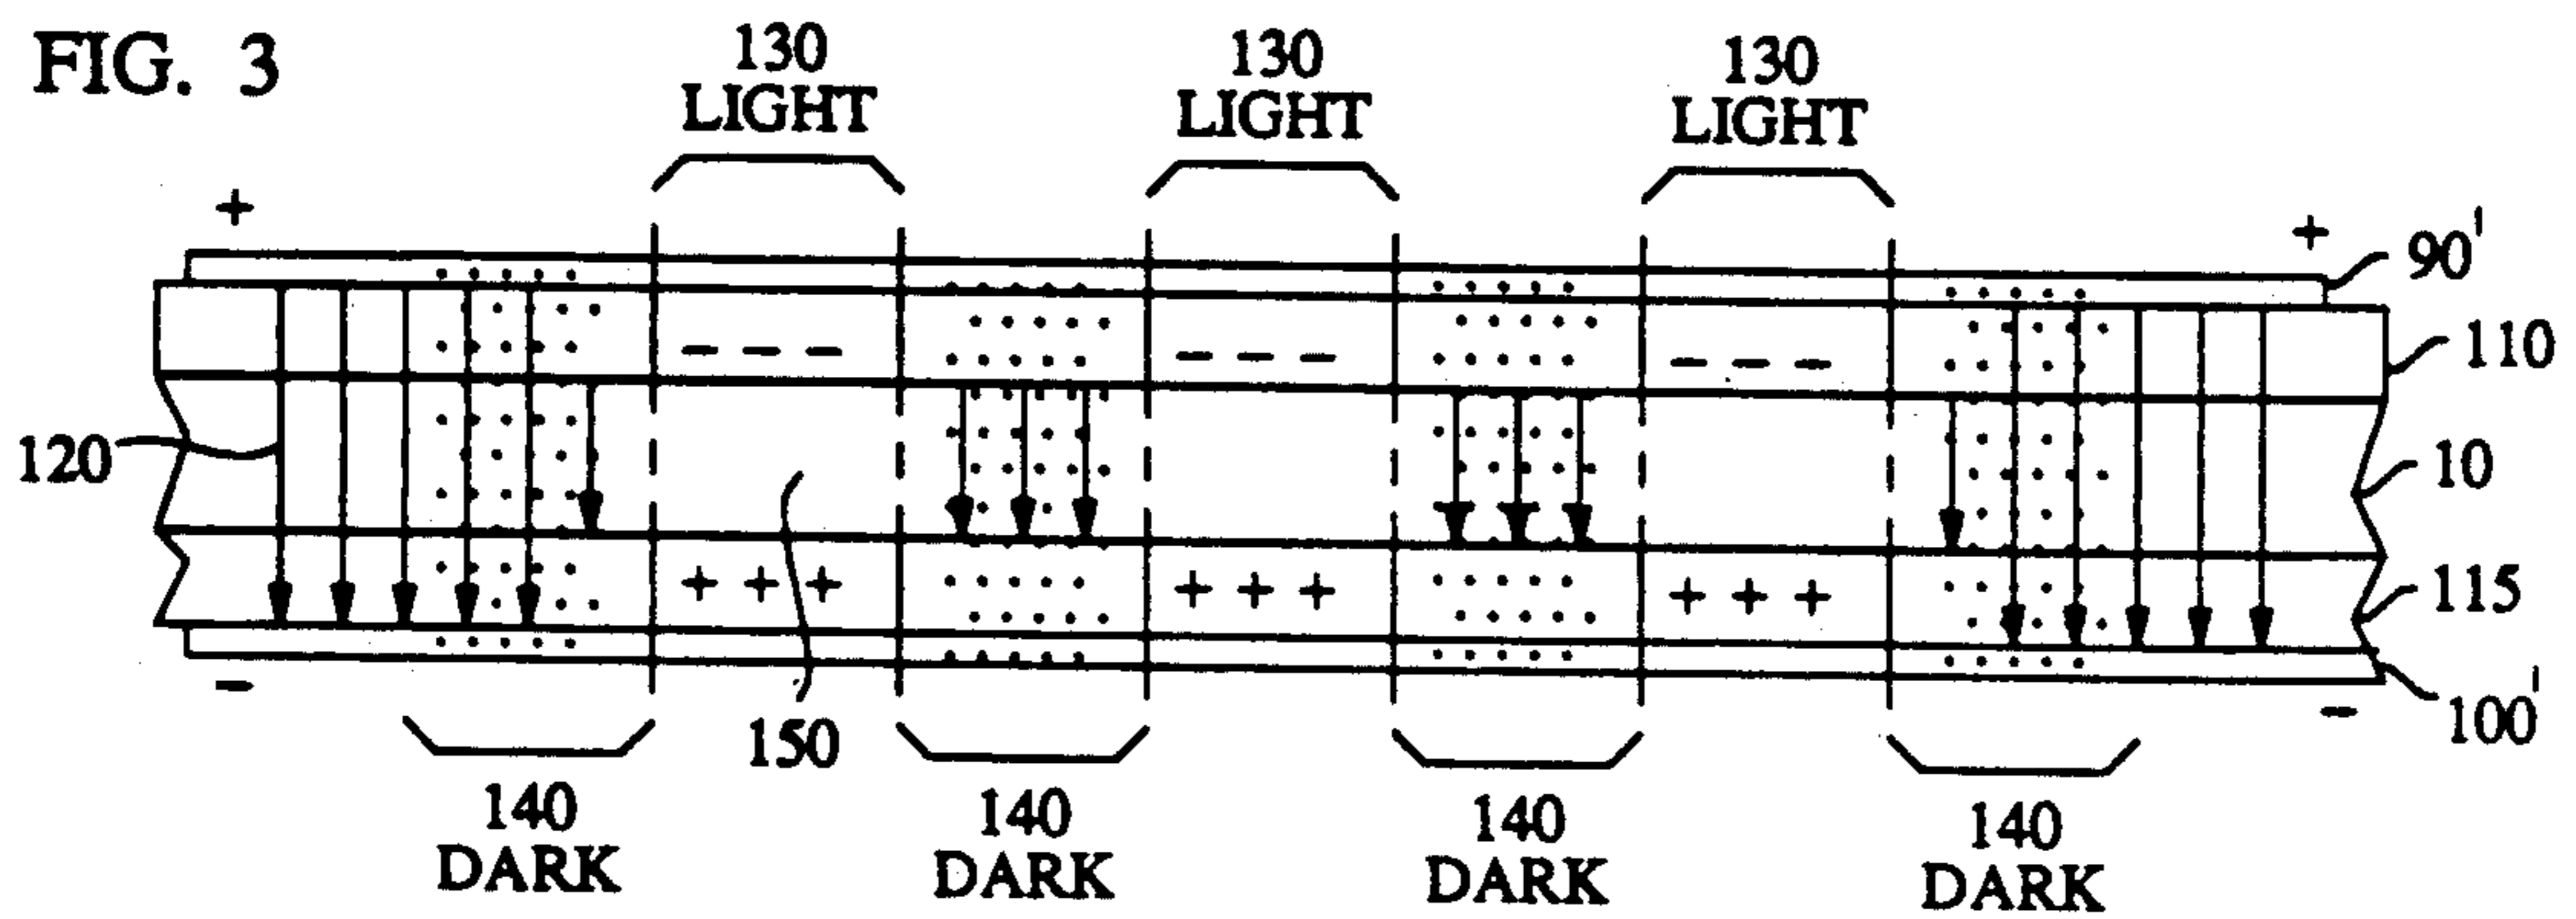 FIG. 3
130
LIGHT
130
LIGHT
130
LIGHT
+
+
90'
110
- - -
- - -
- - -
120
10
+ + +
+ + +
+ + +
115
-
-
100'
150
140
DARK
140
DARK
140
DARK
140
DARK